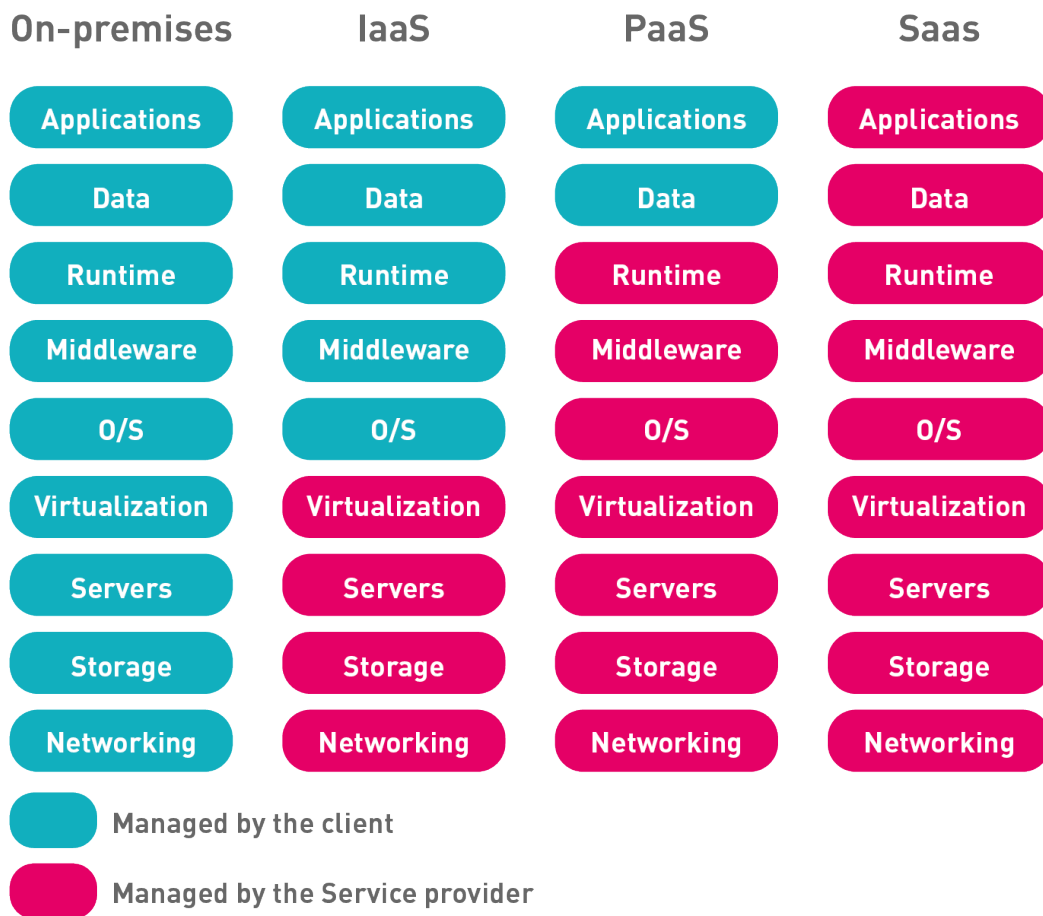 On-premises IaaS PaaS Saas
Applications Applications Applications Applications
Data Data Data Data
Runtime Runtime Runtime Runtime
Middleware Middleware Middleware Middleware
O/S O/S O/S O/S
Virtualization Virtualization Virtualization Virtualization
Servers Servers Servers Servers
Storage Storage Storage Storage
Networking Networking Networking Networking
Managed by the client
Managed by the Service provider